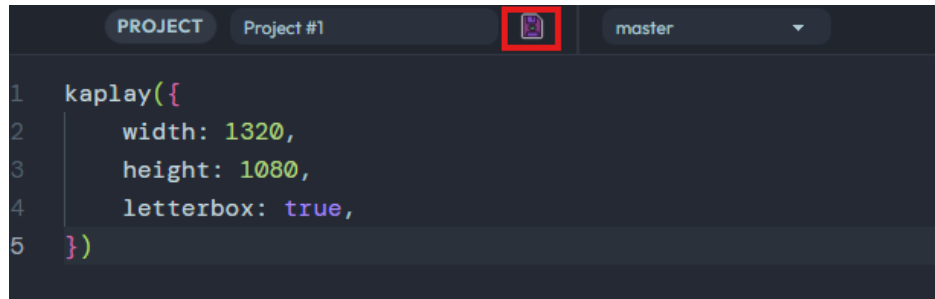 PROJECT Project #1 master
1 kaplay({
2 width: 1320,
3 height: 1080,
4 letterbox: true,
5 })